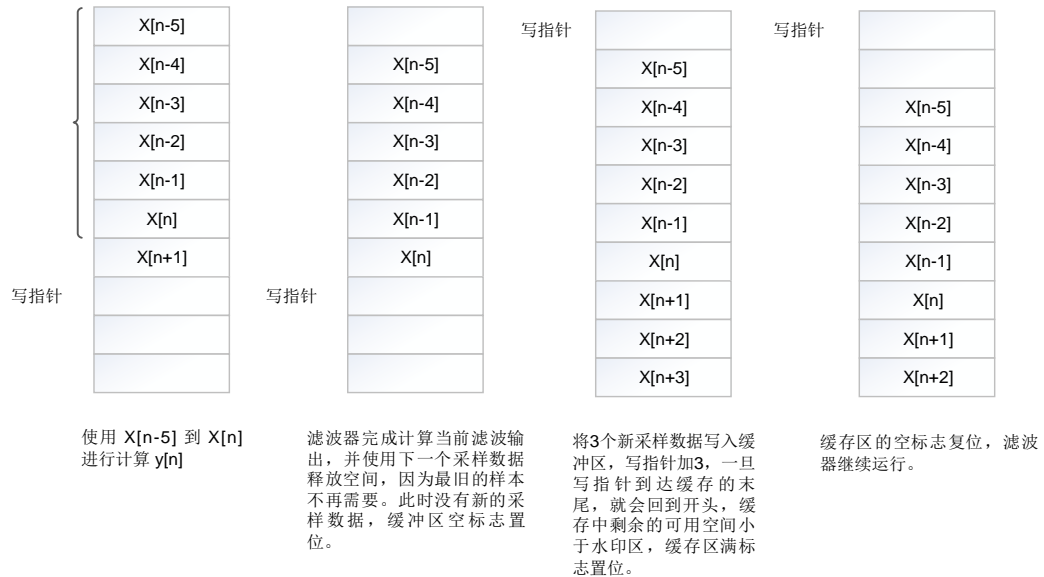 X[n-5]
X[n-4]
X[n-3]
X[n-2]
X[n-1]
X[n]
X[n+1]
写指针
使用 X[n-5] 到 X[n]
进行计算 y[n]
X[n-5]
X[n-4]
X[n-3]
X[n-2]
X[n-1]
X[n]
写指针
滤波器完成计算当前滤波输
出，并使用下一个采样数据
释放空间，因为最旧的样本
不再需要。此时没有新的采
样数据，缓冲区空标志置
位。
写指针
X[n-5]
X[n-4]
X[n-3]
X[n-2]
X[n-1]
X[n]
X[n+1]
X[n+2]
X[n+3]
将3个新采样数据写入缓
冲区，写指针加3，一旦
写指针到达缓存的末
尾，就会回到开头，缓
存中剩余的可用空间小
于水印区，缓存区满标
志置位。
写指针
X[n-5]
X[n-4]
X[n-3]
X[n-2]
X[n-1]
X[n]
X[n+1]
X[n+2]
缓存区的空标志复位，滤波
器继续运行。